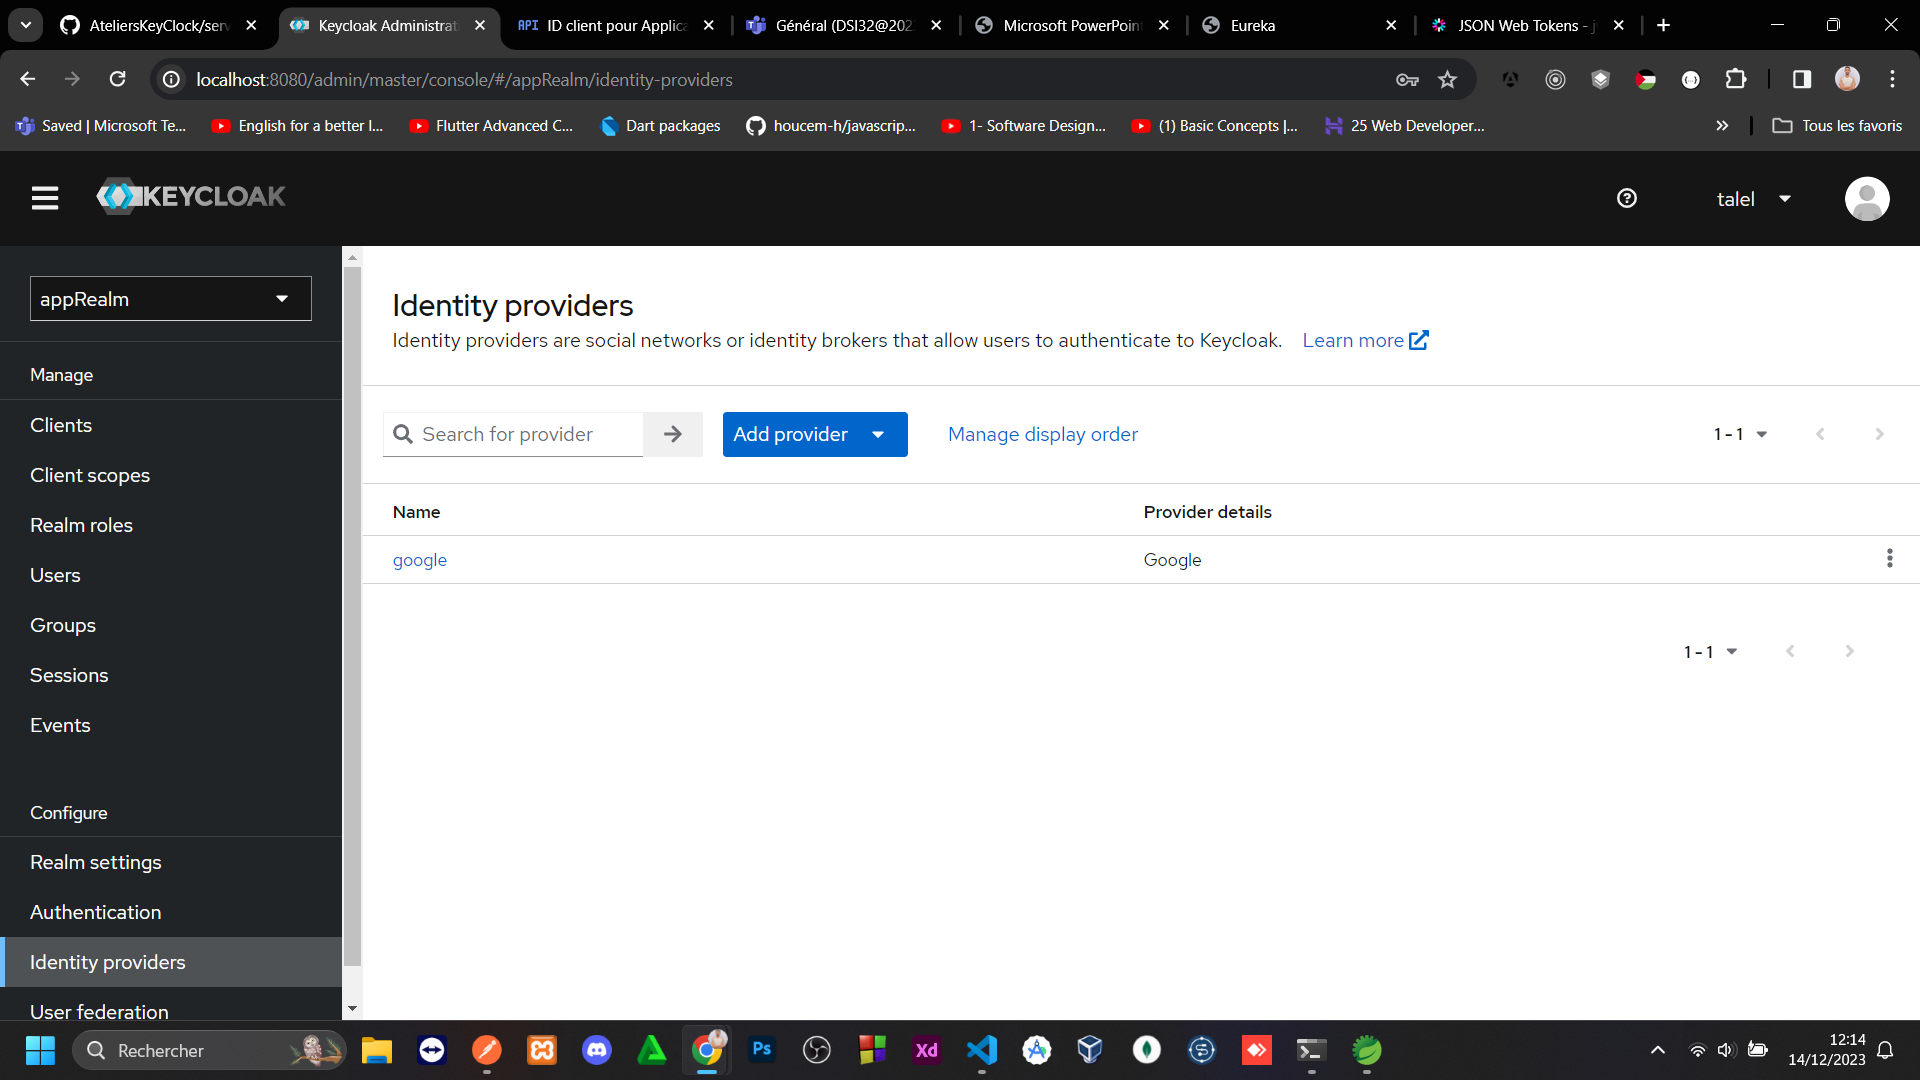 AteliersKeyClock/serv
Keycloak Administrat
API ID client pour Applica
Général (DSI32@202
Microsoft PowerPoin
Eureka
JSON Web Tokens - j
localhost:8080/admin/master/console/#/appRealm/identity-providers
Saved | Microsoft Te...
English for a better l...
Flutter Advanced C...
Dart packages
houcem-h/javascrip...
1- Software Design...
(1) Basic Concepts |...
25 Web Developer...
Tous les favoris
KEYCLOAK
talel
appRealm
Manage
Clients
Client scopes
Realm roles
Users
Groups
Sessions
Events
Configure
Realm settings
Authentication
Identity providers
User federation
Identity providers
Identity providers are social networks or identity brokers that allow users to authenticate to Keycloak. Learn more
Search for provider
Add provider
Manage display order
1 - 1
Name Provider details
google Google
1 - 1
Rechercher
Ps
Xd
12:14
14/12/2023